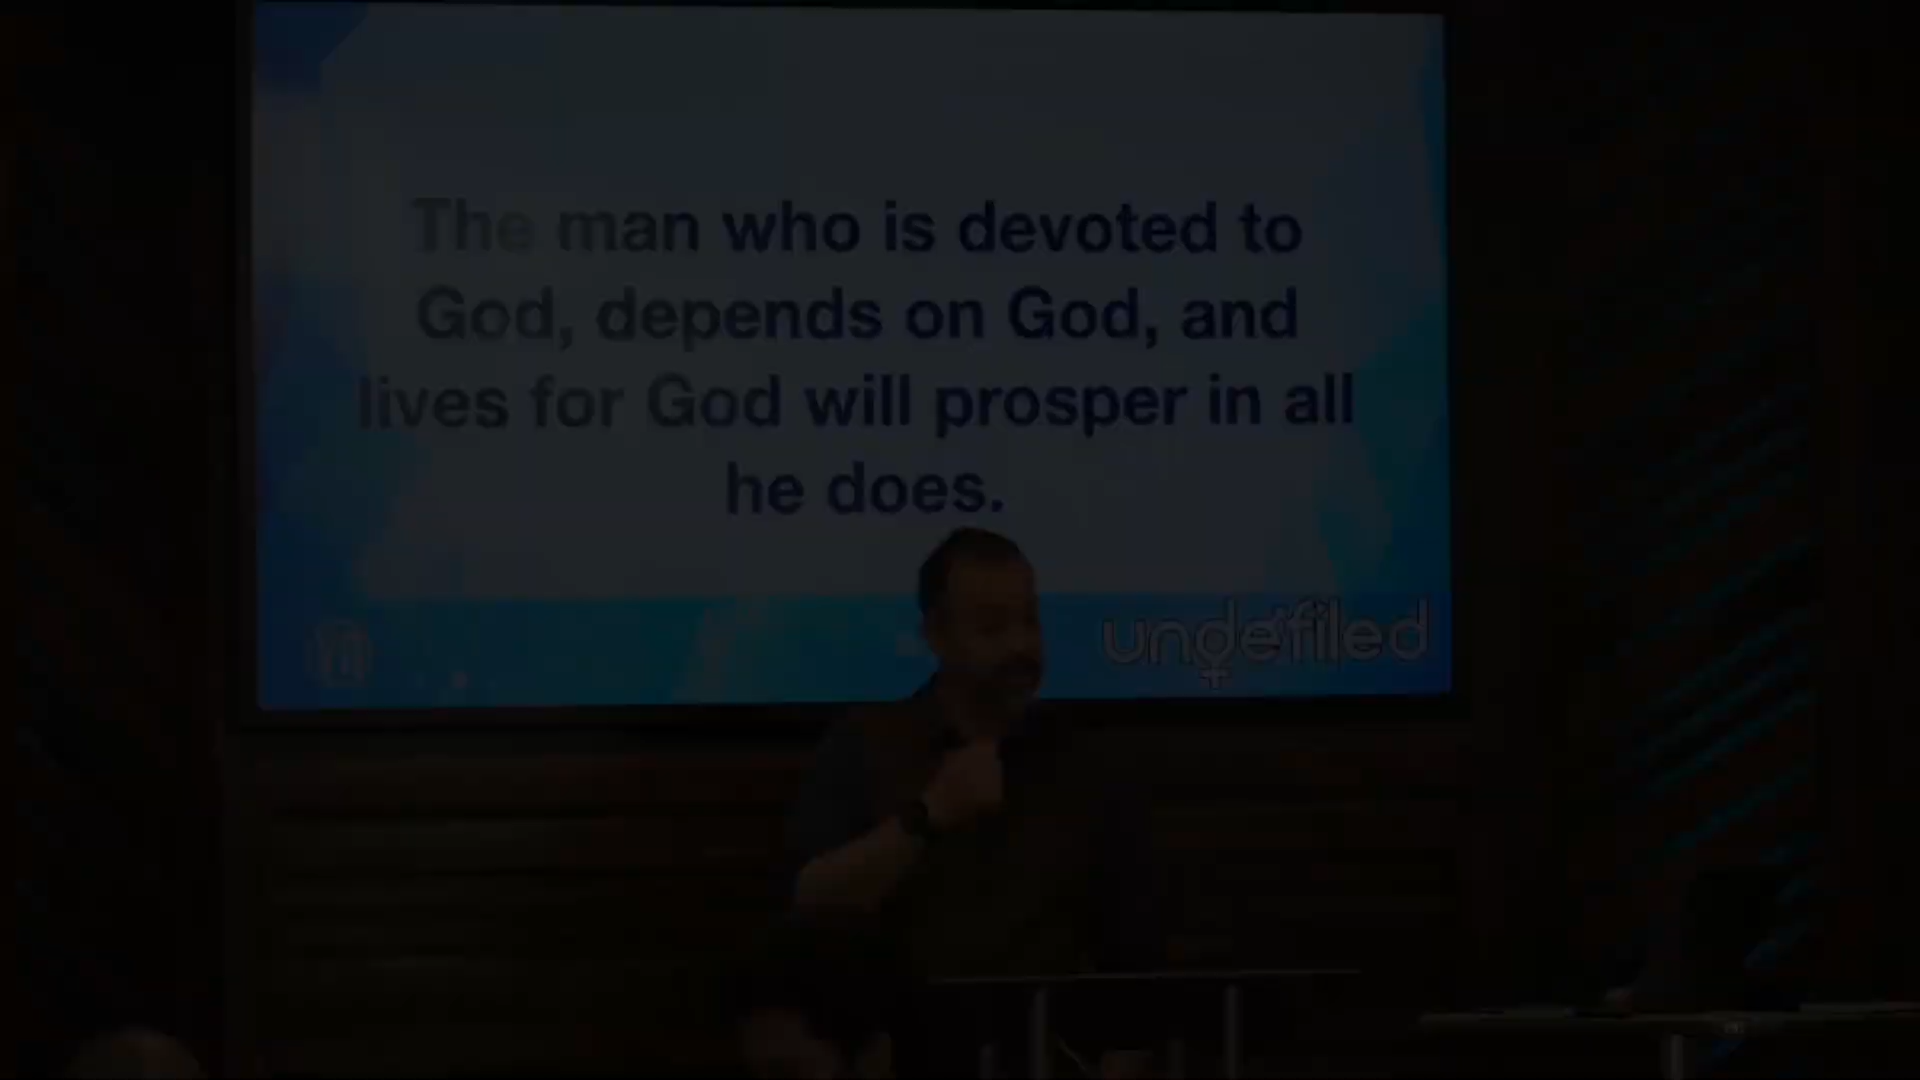 The man who is devoted to
God, depends on God, and
lives for God will prosper in all
he does.
undefiled